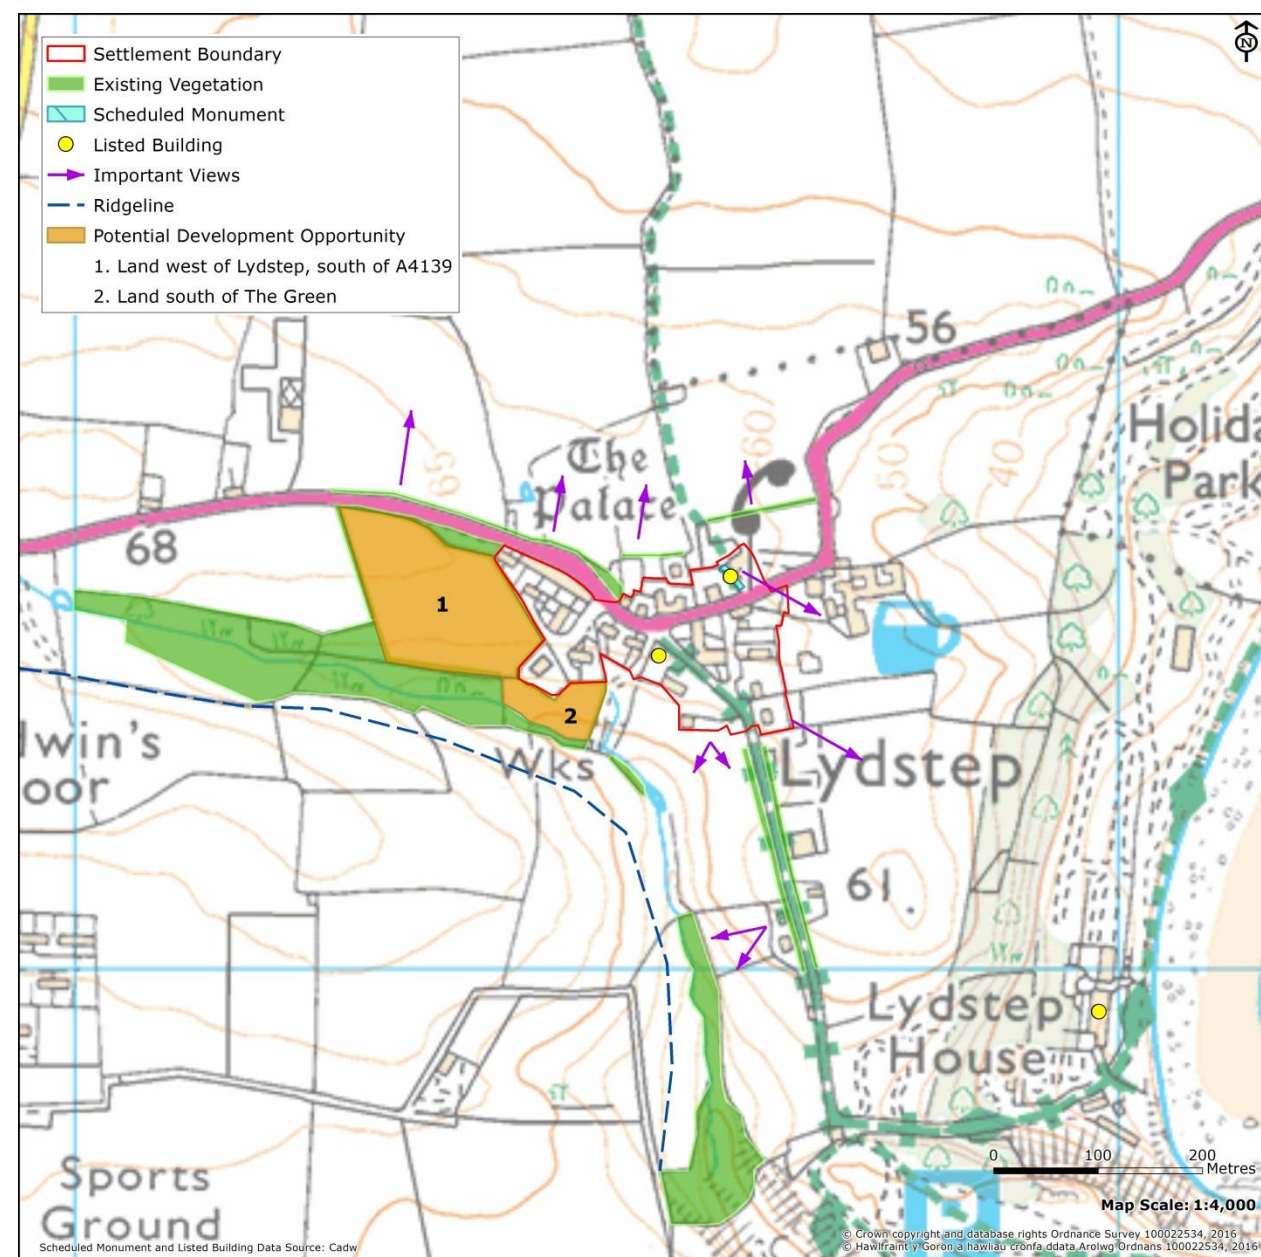 N
Settlement Boundary
Existing Vegetation
Scheduled Monument
Listed Building
Important Views
Ridgeline
Potential Development Opportunity
1. Land west of Lydstep, south of A4139
2. Land south of The Green
56
Holida
Park
60
50
40
65
The
Palace
68
1
2
lwin's
oor
Wks
Lydstep
61
Lydstep
House
Sports
Ground
0 100 200
Metres
Map Scale: 1:4,000
Scheduled Monument and Listed Building Data Source: Cadw
© Crown copyright and database rights Ordnance Survey 100022534, 2016
© Hawlfraint y Goron a hawliau cronfa ddata Arolwg Ordnans 100022534, 2016